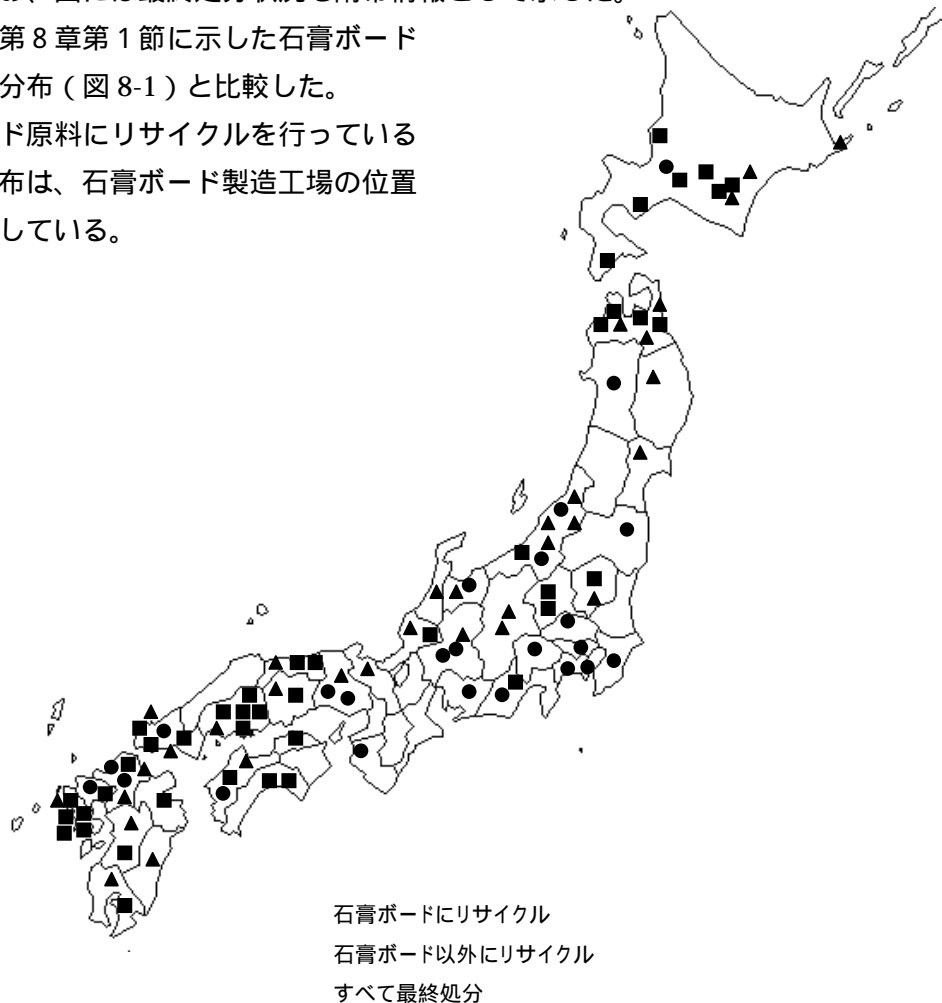 第8章第1節に示した石膏ボード
分布（図8-1）と比較した。
ド原料にリサイクルを行っている
布は、石膏ボード製造工場の位置
している。
石膏ボードにリサイクル
石膏ボード以外にリサイクル
すべて最終処分